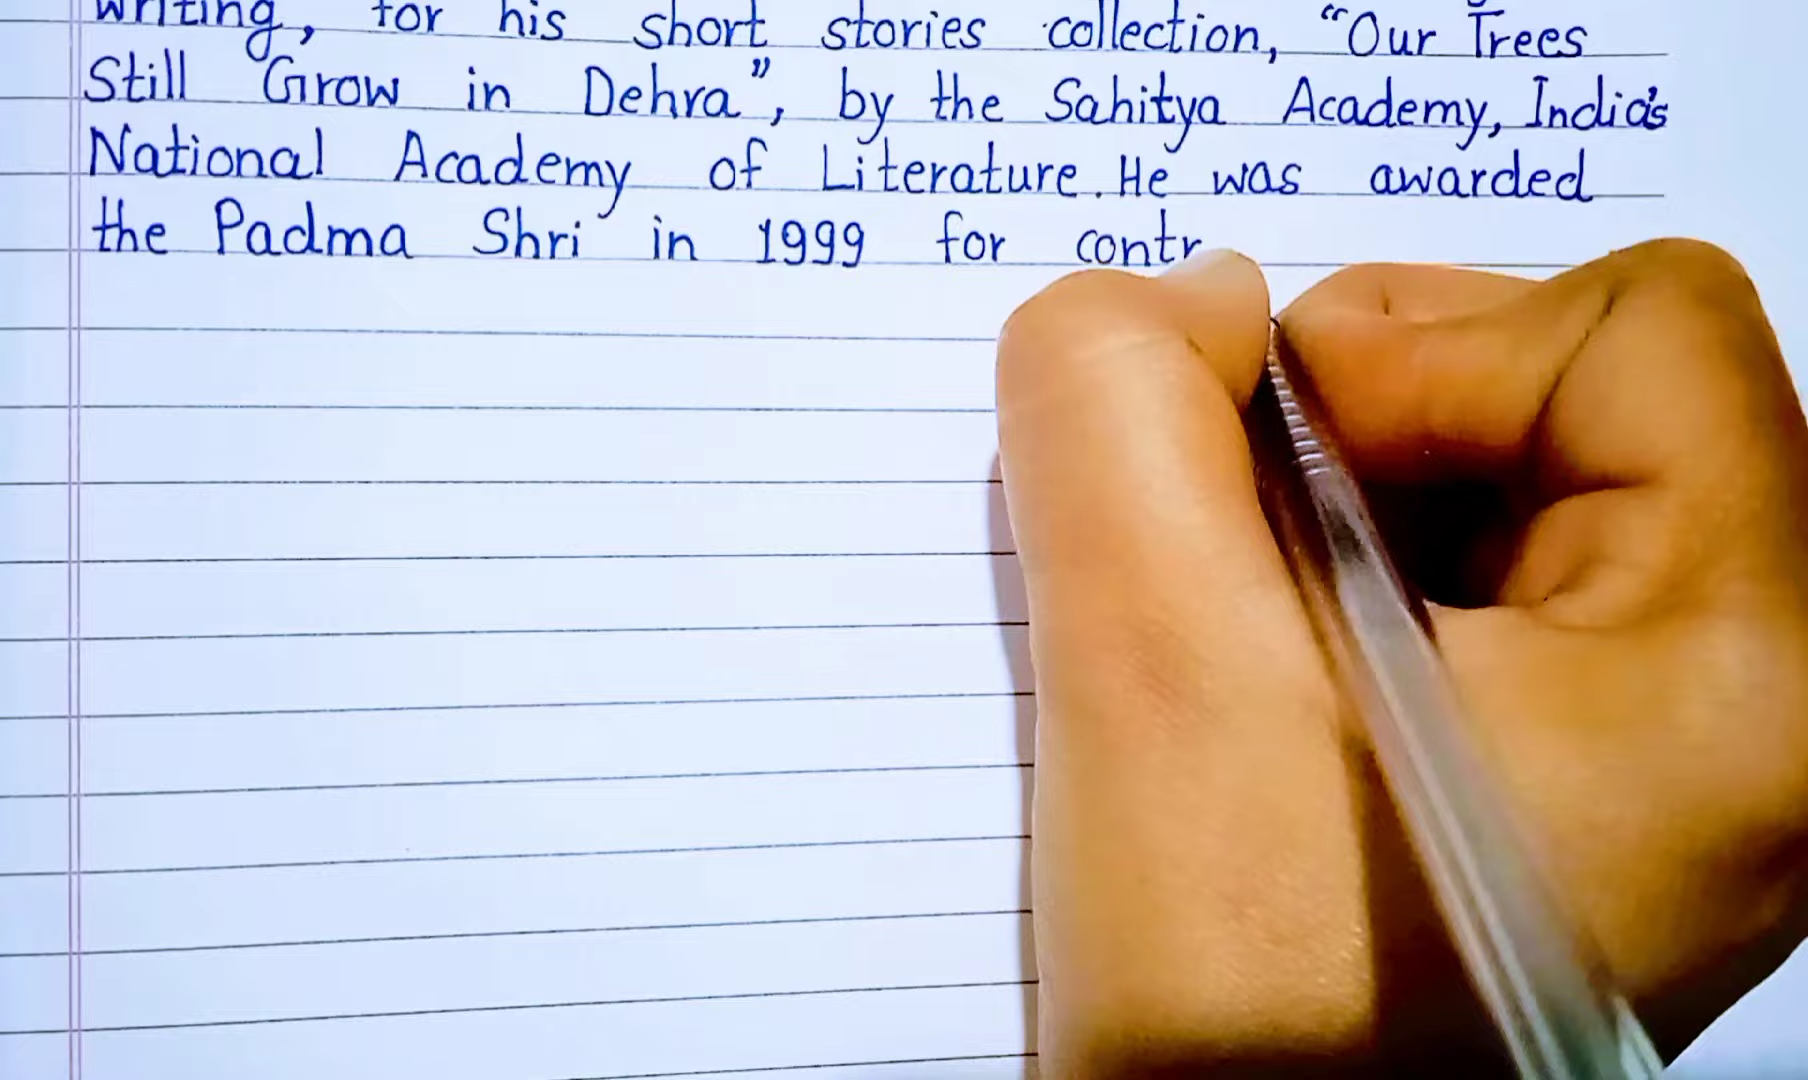 writing, for his short stories collection, "Our Trees
Still Grow in Dehra", by the Sahitya Academy, India's
National Academy of Literature. He was awarded
the Padma Shri in 1999 for contr